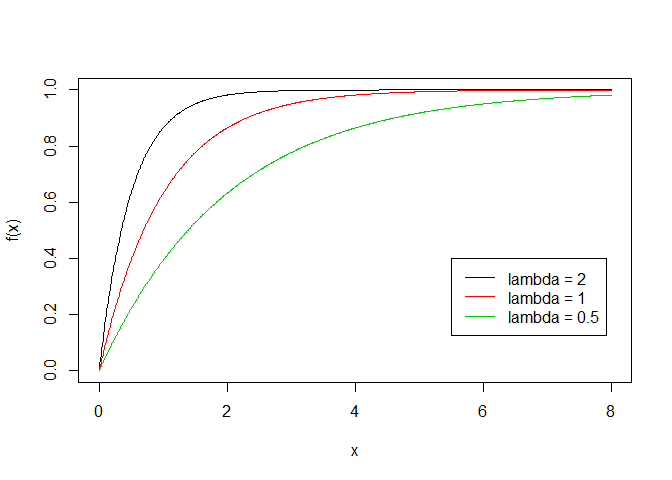 f(x)
1.0
0.8
0.6
0.4
0.2
0.0
lambda = 2
lambda = 1
lambda = 0.5
0 2 4 6 8
x